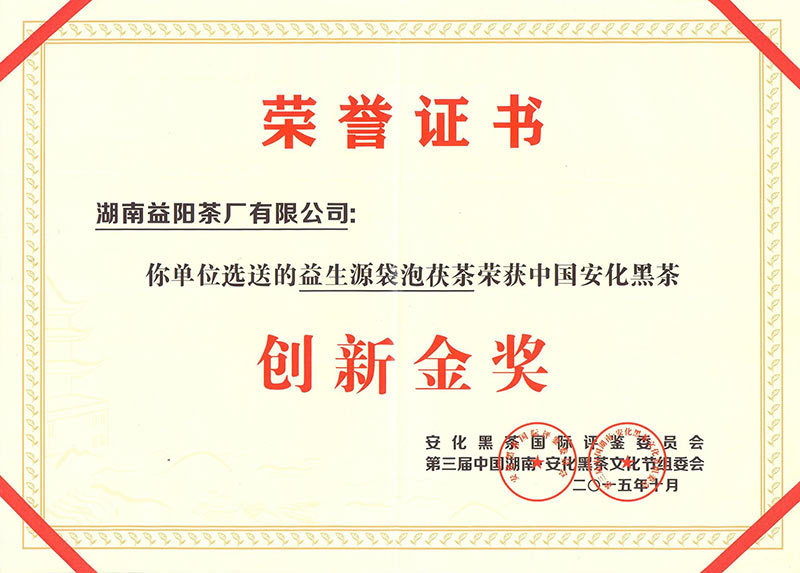 荣誉证书
湖南益阳茶厂有限公司:
你单位选送的益生源袋泡茯茶荣获中国安化黑茶
创新金奖
安化黑茶国际评鉴委员会
第三届中国湖南·安化黑茶文化节组委会
二〇一五年十月